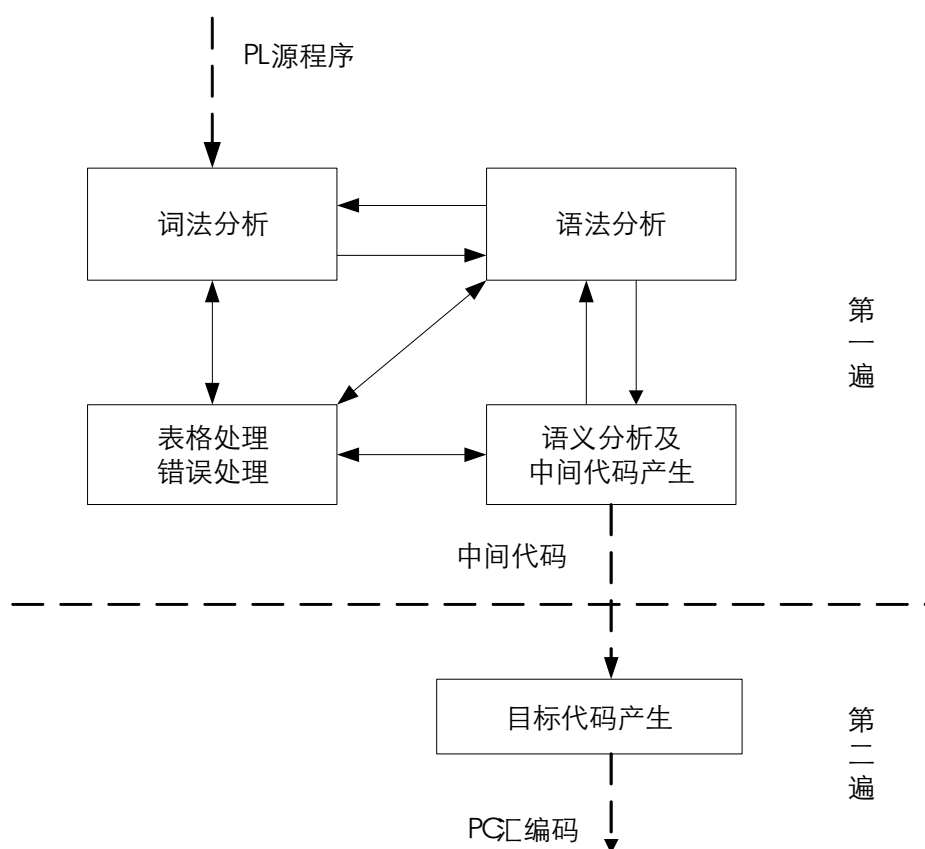 PL源程序
词法分析
语法分析
第
一
遍
表格处理
错误处理
语义分析及
中间代码产生
中间代码
目标代码产生
第
二
遍
PC汇编码